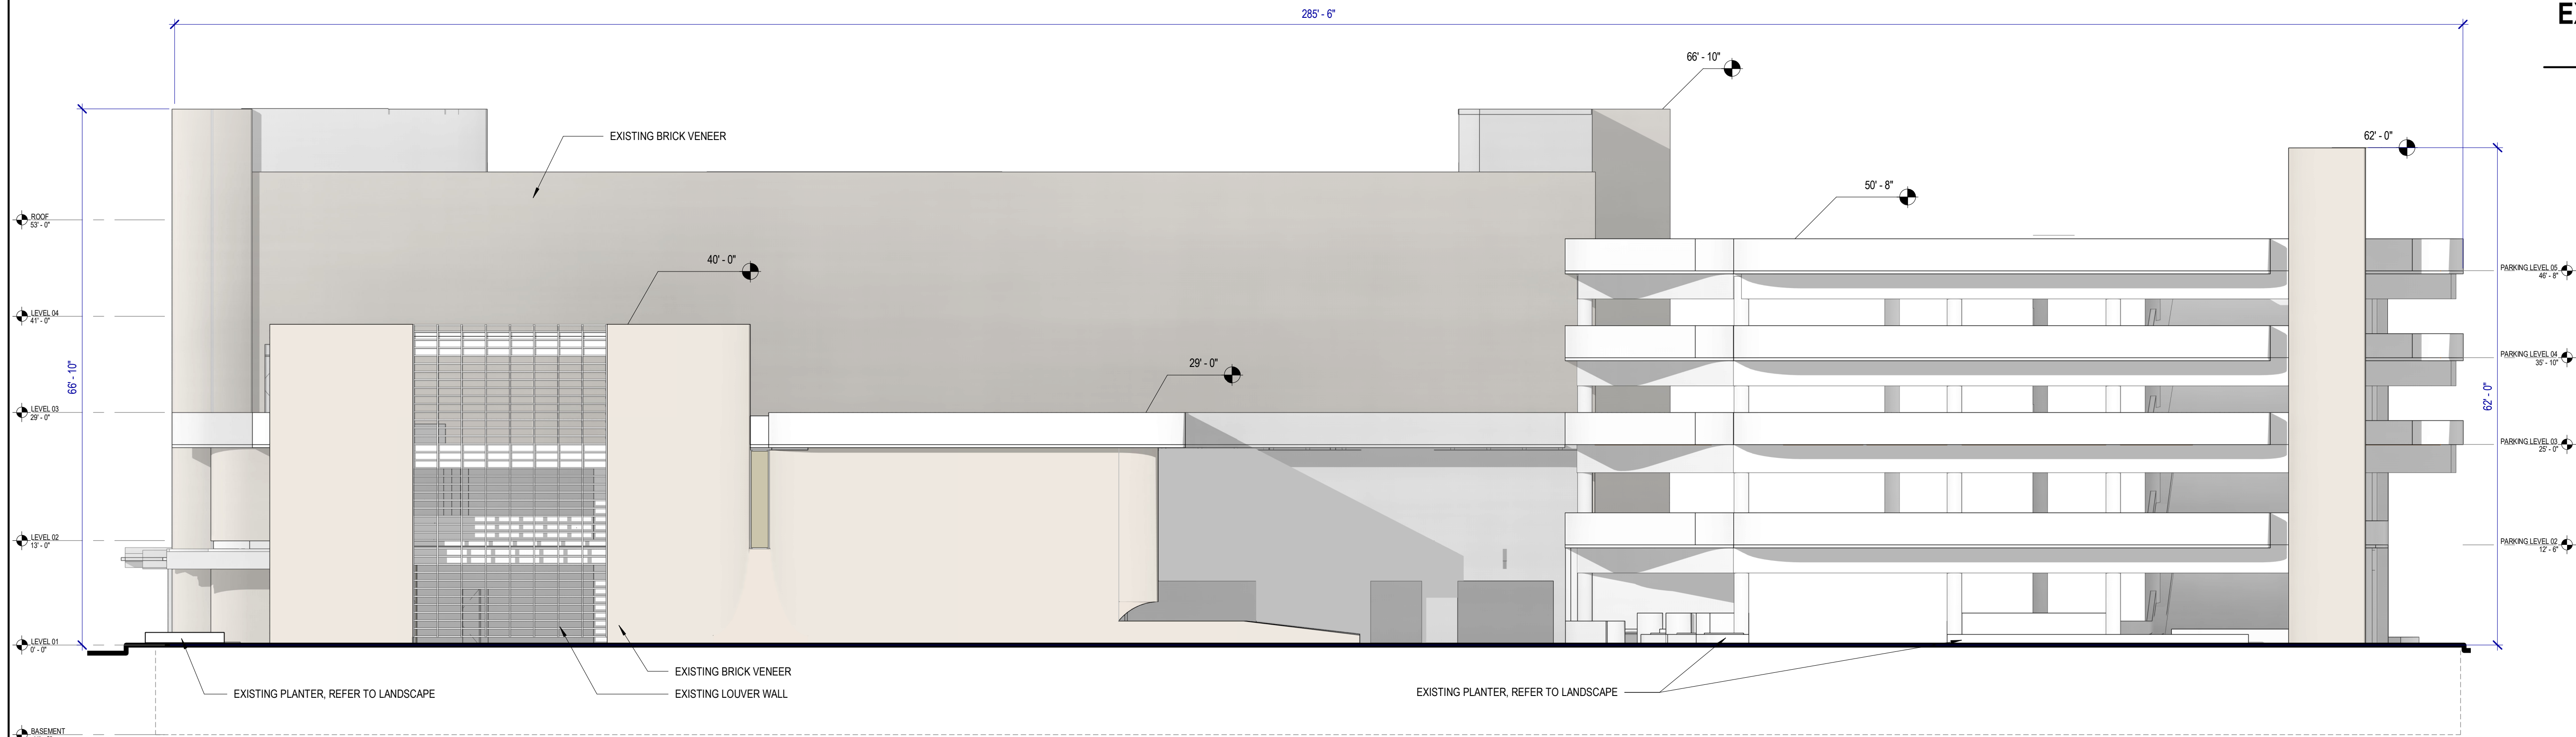 285' - 6"
E
66' - 10"
EXISTING BRICK VENEER
62' - 0"
50' - 8"
ROOF
53' - 0"
40' - 0"
PARKING LEVEL 05
46' - 8"
LEVEL 04
41' - 0"
29' - 0"
PARKING LEVEL 04
35' - 10"
66' - 10"
62' - 0"
LEVEL 03
29' - 0"
PARKING LEVEL 03
25' - 0"
LEVEL 02
13' - 0"
PARKING LEVEL 02
12' - 6"
LEVEL 01
0' - 0"
EXISTING BRICK VENEER
EXISTING PLANTER, REFER TO LANDSCAPE
EXISTING LOUVER WALL
EXISTING PLANTER, REFER TO LANDSCAPE
BASEMENT